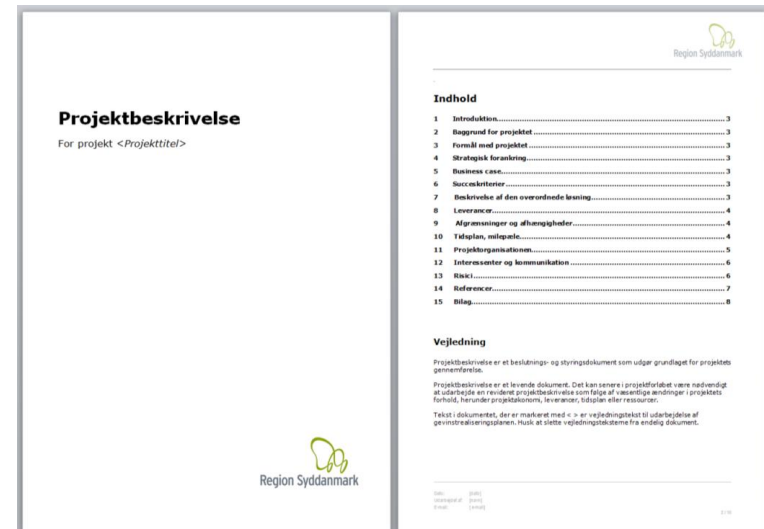 Projektbeskrivelse
For projekt <Projekttitel>
Region Syddanmark
Region Syddanmark
Indhold
1 Introduktion 3
2 Baggrund for projektet 3
3 Formål med projektet 3
4 Strategisk forankring 3
5 Business case 3
6 Succeskriterier 3
7 Beskrivelse af den overordnede løsning 3
8 Leverancer 4
9 Afgrænsninger og afhængigheder 4
10 Tidsplan, milepæle 4
11 Projektorganisationen 5
12 Interessenter og kommunikation 6
13 Risici 6
14 Referencer 7
15 Bilag 8
Vejledning
Projektbeskrivelse er et beslutnings- og styringsdokument som udgør grundlaget for projektets
gennemførelse.
Projektbeskrivelse er et levende dokument. Det kan senere i projektforløbet være nødvendigt
at udarbejde en revideret projektbeskrivelse som følge af væsentlige ændringer i projektets
forhold, herunder projektøkonomi, leverancer, tidsplan eller ressourcer.
Tekst i dokumentet, der er markeret med < > er vejledningstekst til udarbejdelse af
gevinstrealiseringsplanen. Husk at slette vejledningsteksterne fra endelig dokument.